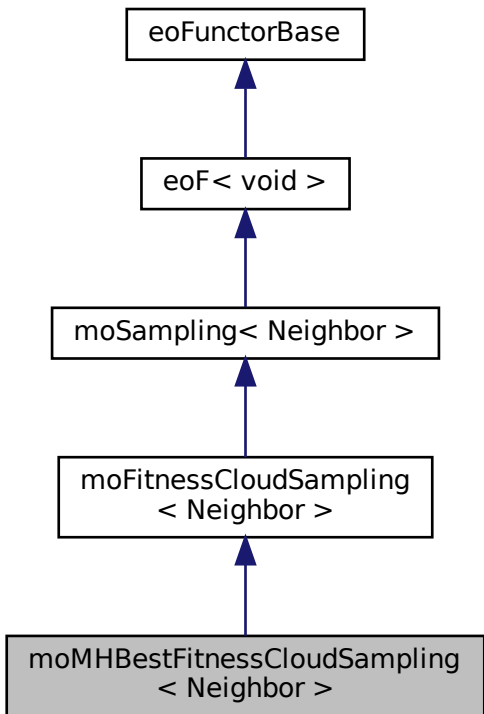 eoFunctorBase
eoF< void >
moSampling< Neighbor >
moFitnessCloudSampling
< Neighbor >
moMHBestFitnessCloudSampling
< Neighbor >